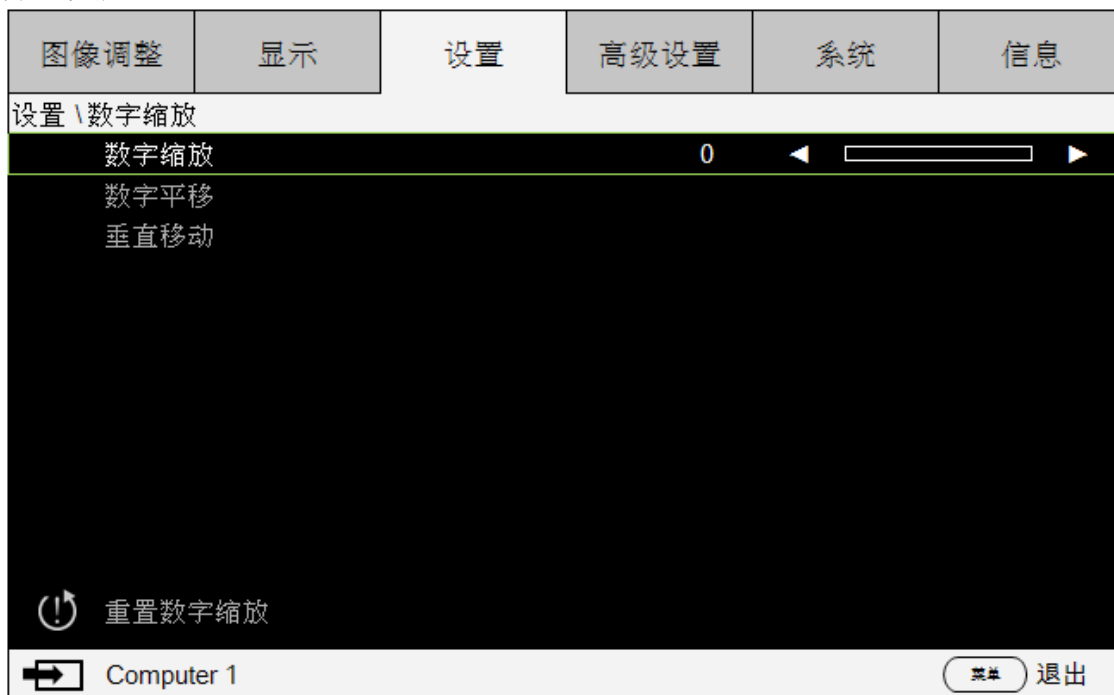 图像调整 显示 设置 高级设置 系统 信息
设置 \数字缩放
数字缩放 0
数字平移
垂直移动
重置数字缩放
Computer 1 菜单 退出